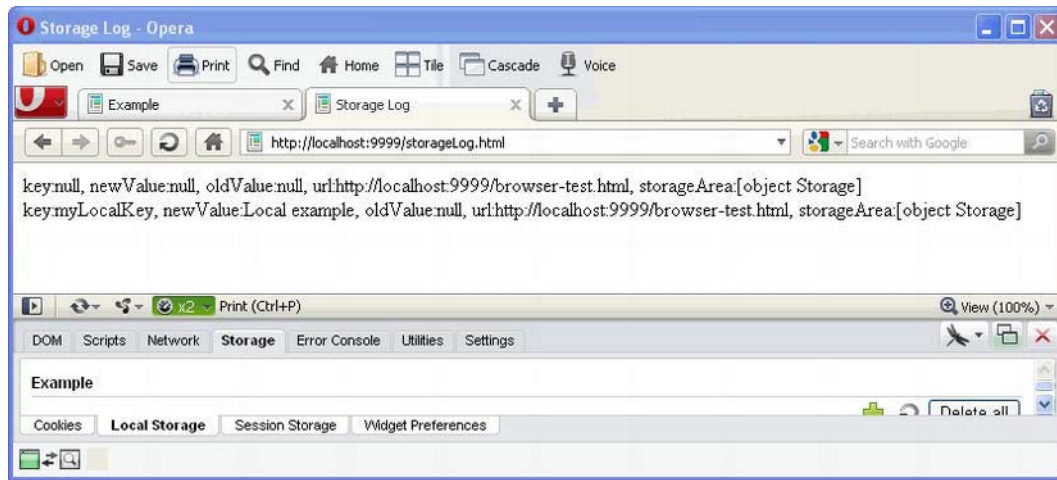 Storage Log - Opera
Open Save Print Find Home Tile Cascade Voice
Example Storage Log
http://localhost:9999/storageLog.html Search with Google
key:null, newValue:null, oldValue:null, url:http://localhost:9999/browser-test.html, storageArea:[object Storage]
key:myLocalKey, newValue:Local example, oldValue:null, url:http://localhost:9999/browser-test.html, storageArea:[object Storage]
x2 Print (Ctrl+P) View (100%)
DOM Scripts Network Storage Error Console Utilities Settings
Example
Delete all
Cookies Local Storage Session Storage Widget Preferences